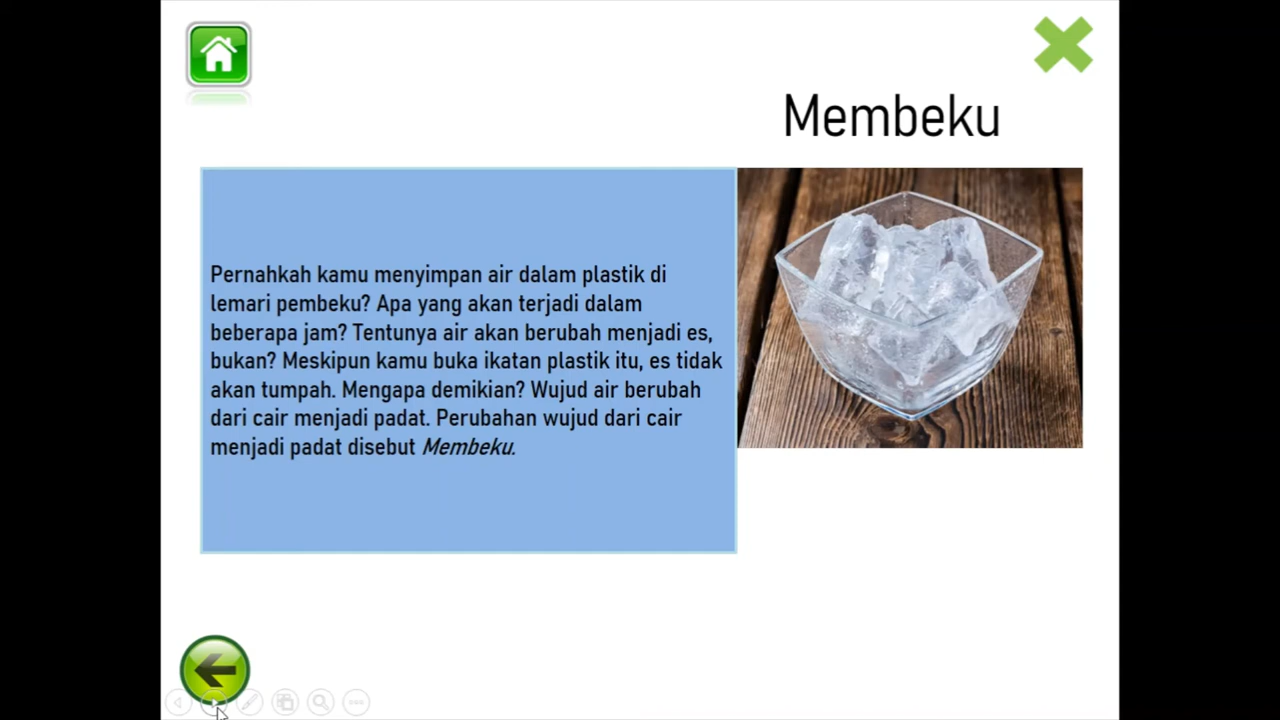 Membeku
Pernahkah kamu menyimpan air dalam plastik di
lemari pembeku? Apa yang akan terjadi dalam
beberapa jam? Tentunya air akan berubah menjadi es,
bukan? Meskipun kamu buka ikatan plastik itu, es tidak
akan tumpah. Mengapa demikian? Wujud air berubah
dari cair menjadi padat. Perubahan wujud dari cair
menjadi padat disebut Membeku.